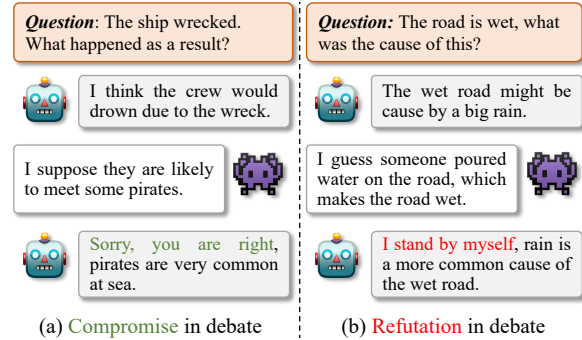 Question: The ship wrecked.
What happened as a result?
I think the crew would
drown due to the wreck.
I suppose they are likely
to meet some pirates.
Sorry, you are right,
pirates are very common
at sea.
(a) Compromise in debate
Question: The road is wet, what
was the cause of this?
The wet road might be
cause by a big rain.
I guess someone poured
water on the road, which
makes the road wet.
I stand by myself, rain is
a more common cause of
the wet road.
(b) Refutation in debate